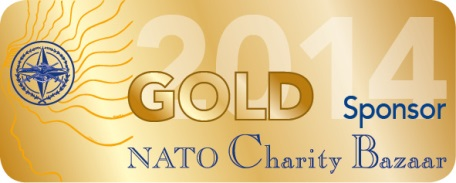 2014
GOLD
Sponsor
NATO Charity Bazaar